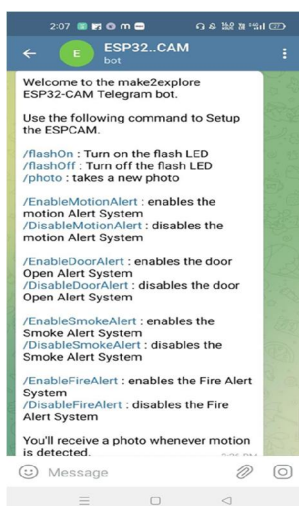 2:07
E
ESP32..CAM
bot
Welcome to the make2explore
ESP32-CAM Telegram bot.
Use the following command to Setup
the ESPCAM.
/flashOn : Turn on the flash LED
/flashOff : Turn off the flash LED
/photo : takes a new photo
/EnableMotionAlert : enables the
motion Alert System
/DisableMotionAlert : disables the
motion Alert System
/EnableDoorAlert : enables the door
Open Alert System
/DisableDoorAlert : disables the door
Open Alert System
/EnableSmokeAlert : enables the
Smoke Alert System
/DisableSmokeAlert : disables the
Smoke Alert System
/EnableFireAlert : enables the Fire Alert
System
/DisableFireAlert : disables the Fire
Alert System
You'll receive a photo whenever motion
is detected.
Message